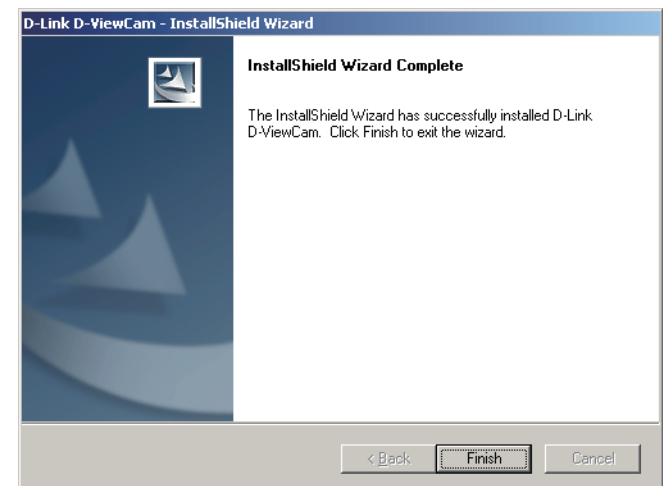 D-Link D-ViewCam - InstallShield Wizard
InstallShield Wizard Complete
The InstallShield Wizard has successfully installed D-Link
D-ViewCam. Click Finish to exit the wizard.
< Back
Finish
Cancel